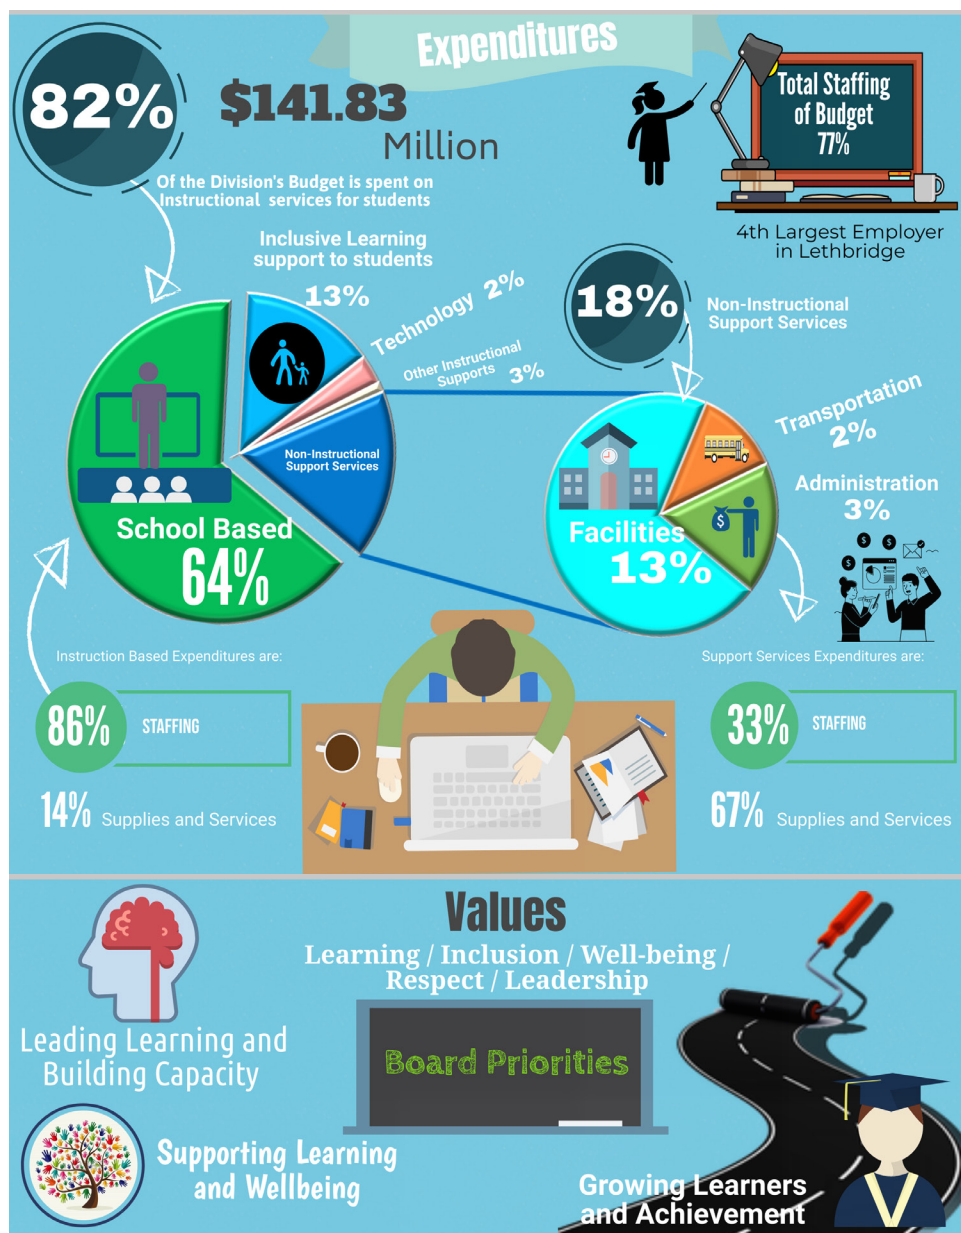 Expenditures
82%
$141.83
Million
Of the Division's Budget is spent on
Instructional services for students
Total Staffing
of Budget
77%
4th Largest Employer
in Lethbridge
Inclusive Learning
support to students
13%
Technology 2%
Other Instructional
Supports 3%
18%
Non-Instructional
Support Services
Non-Instructional
Support Services
School Based
64%
Facilities
13%
Transportation
2%
Administration
3%
Instruction Based Expenditures are:
86% STAFFING
14% Supplies and Services
Support Services Expenditures are:
33% STAFFING
67% Supplies and Services
Values
Learning / Inclusion / Well-being /
Respect / Leadership
Leading Learning and
Building Capacity
Board Priorities
Supporting Learning
and Wellbeing
Growing Learners
and Achievement